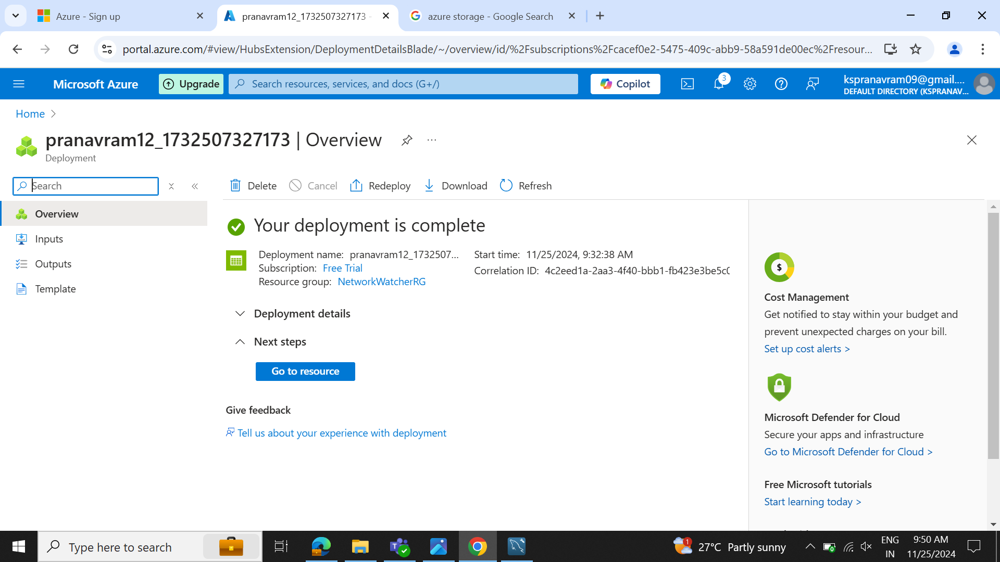 Azure - Sign up
pranavram12_1732507327173 -
azure storage - Google Search
portal.azure.com/#view/HubsExtension/DeploymentDetailsBlade/~/overview/id/%2Fsubscriptions%2Fcacef0e2-5475-409c-abb9-58a591de00ec%2Fresour...
Microsoft Azure
Upgrade
Search resources, services, and docs (G+/)
Copilot
3
kspranavram09@gmail....
DEFAULT DIRECTORY (KSPRANAV...
Home
pranavram12_1732507327173 | Overview
Deployment
Search
Delete
Cancel
Redeploy
Download
Refresh
Overview
Inputs
Outputs
Template
Your deployment is complete
Deployment name: pranavram12_1732507...
Subscription: Free Trial
Resource group: NetworkWatcherRG
Start time: 11/25/2024, 9:32:38 AM
Correlation ID: 4c2eed1a-2aa3-4f40-bbb1-fb423e3be5c0
Deployment details
Next steps
Go to resource
Give feedback
Tell us about your experience with deployment
$
Cost Management
Get notified to stay within your budget and
prevent unexpected charges on your bill.
Set up cost alerts >
Microsoft Defender for Cloud
Secure your apps and infrastructure
Go to Microsoft Defender for Cloud >
Free Microsoft tutorials
Start learning today >
Type here to search
1
27°C Partly sunny
ENG
IN
9:50 AM
11/25/2024